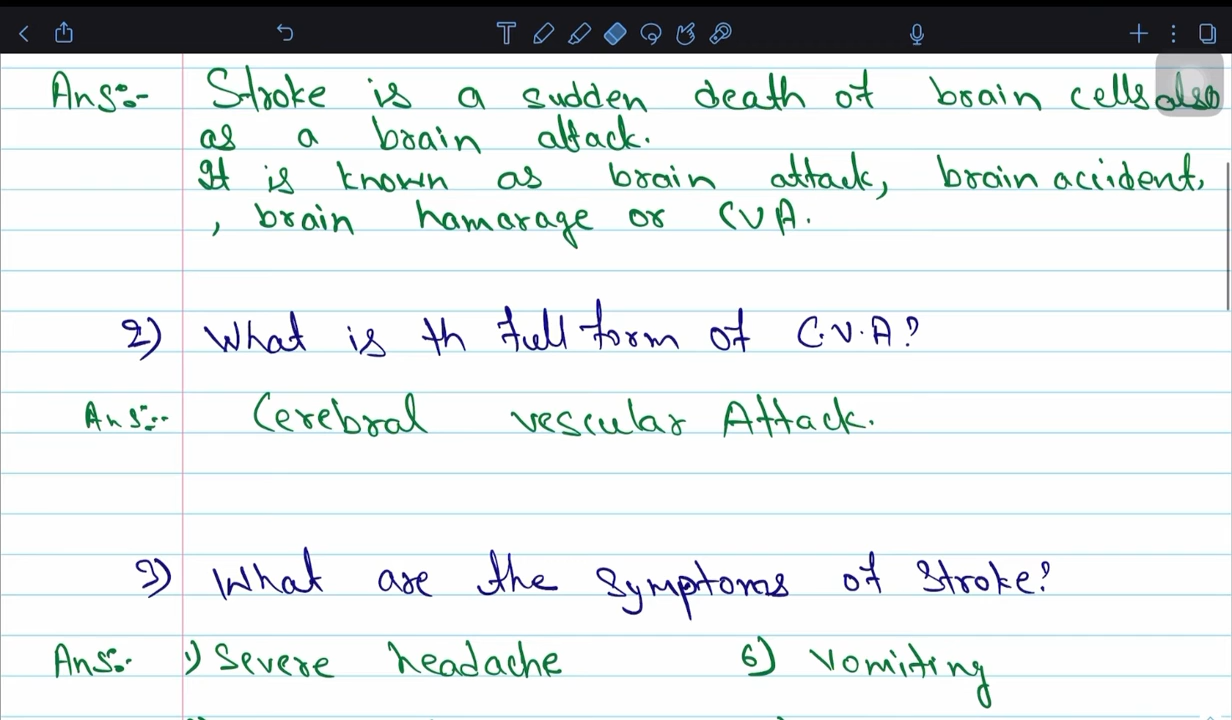 Ans:- Stroke is a sudden death of brain cells also
as a brain attack.
It is known as brain attack, brain accident,
, brain hamarage or CVA.
2) What is th full form of C.V.A?
Ans:- Cerebral vescular Attack.
3) What are the symptoms of Stroke?
Ans:- 1) Severe headache 6) Vomiting